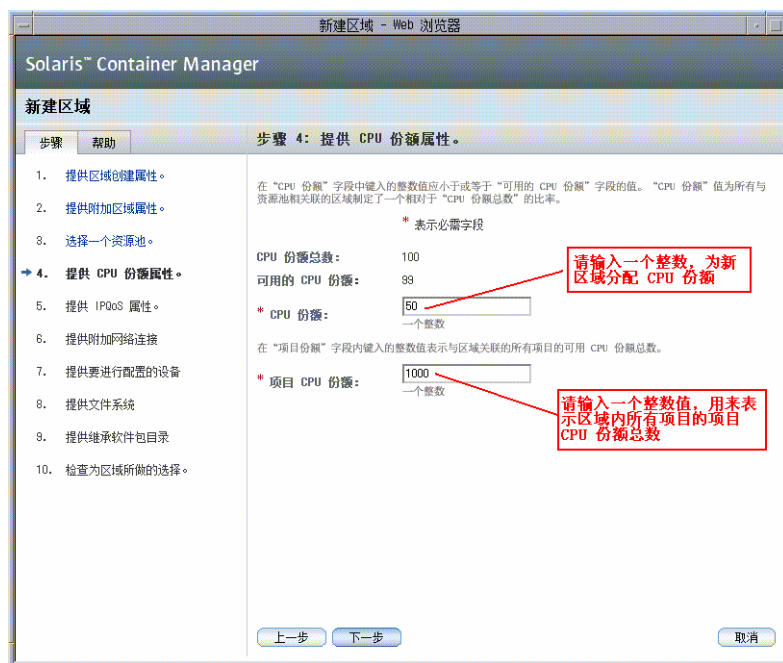 新建区域 - Web 浏览器
Solaris™ Container Manager
新建区域
步骤
帮助
1. 提供区域创建属性。
2. 提供附加区域属性。
3. 选择一个资源池。
4. 提供 CPU 份额属性。
5. 提供 IPQoS 属性。
6. 提供附加网络连接
7. 提供要进行配置的设备
8. 提供文件系统
9. 提供继承软件包目录
10. 检查为区域所做的选择。
步骤 4: 提供 CPU 份额属性。
在“CPU 份额”字段中键入的整数值应小于或等于“可用的 CPU 份额”字段的值。“CPU 份额”值为所有与
资源池相关联的区域制定了一个相对于“CPU 份额总数”的比率。
* 表示必需字段
CPU 份额总数: 100
可用的 CPU 份额: 99
* CPU 份额: 50
一个整数
请输入一个整数，为新
区域分配 CPU 份额
在“项目份额”字段内键入的整数值表示与区域关联的所有项目的可用 CPU 份额总数。
* 项目 CPU 份额: 1000
一个整数
请输入一个整数值，用来表
示区域内所有项目的项目
CPU 份额总数
上一步
下一步
取消